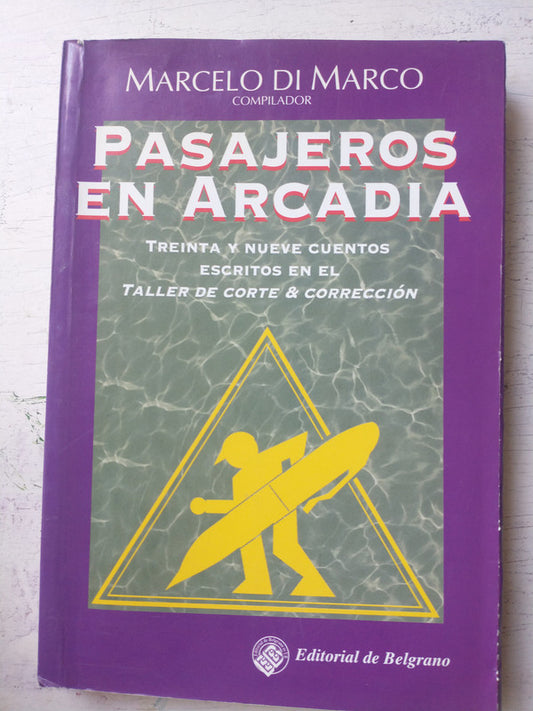 MARCELO DI MARCO
COMPILADOR
PASAJEROS
EN ARCADIA
TREINTA Y NUEVE CUENTOS
ESCRITOS EN EL
TALLER DE CORTE & CORRECCIÓN
Editorial de Belgrano